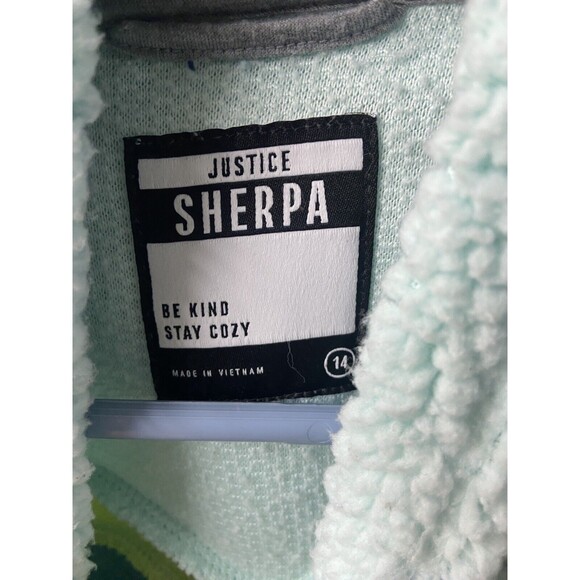 JUSTICE
SHERPA
BE KIND
STAY COZY
MADE IN VIETNAM
14